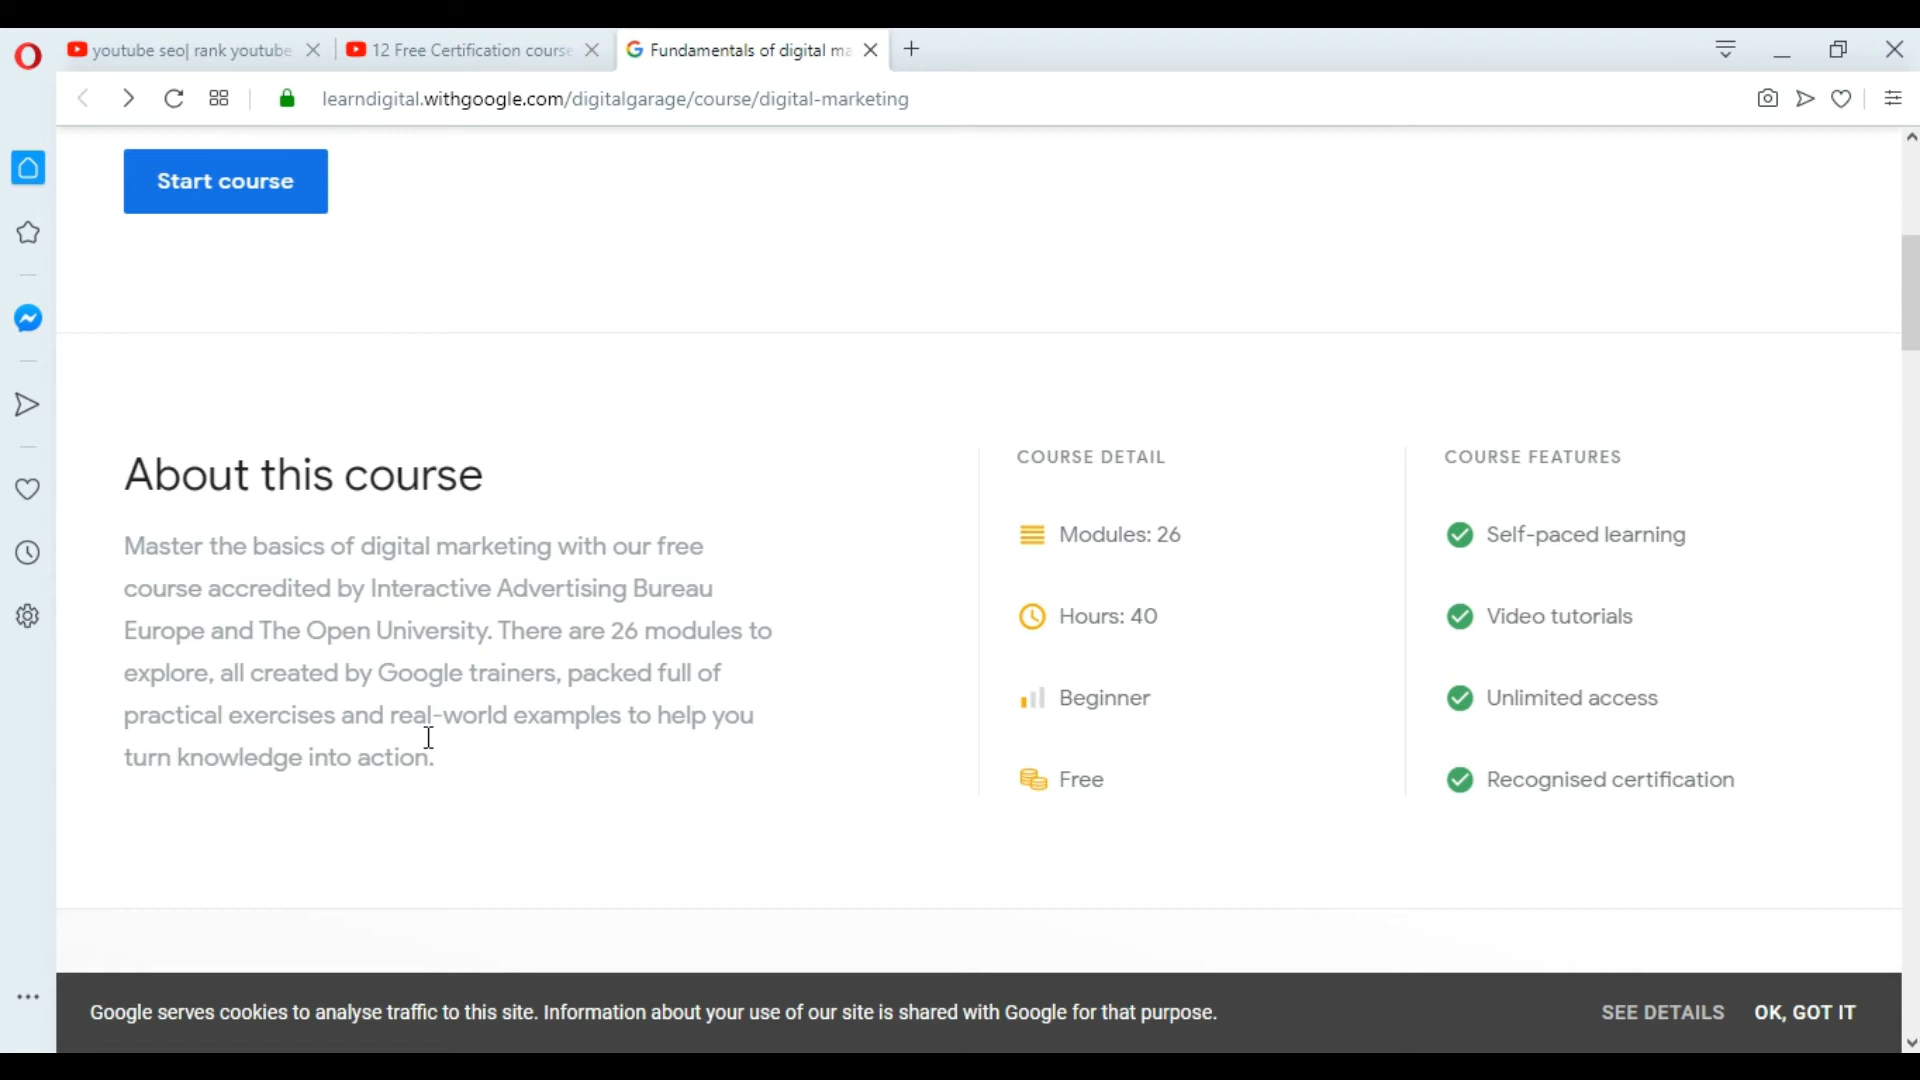 youtube seo| rank youtube
12 Free Certification course
Fundamentals of digital ma
learndigital.withgoogle.com/digitalgarage/course/digital-marketing
Start course
About this course
Master the basics of digital marketing with our free
course accredited by Interactive Advertising Bureau
Europe and The Open University. There are 26 modules to
explore, all created by Google trainers, packed full of
practical exercises and real-world examples to help you
turn knowledge into action.
COURSE DETAIL
Modules: 26
Hours: 40
Beginner
Free
COURSE FEATURES
Self-paced learning
Video tutorials
Unlimited access
Recognised certification
Google serves cookies to analyse traffic to this site. Information about your use of our site is shared with Google for that purpose.
SEE DETAILS
OK, GOT IT